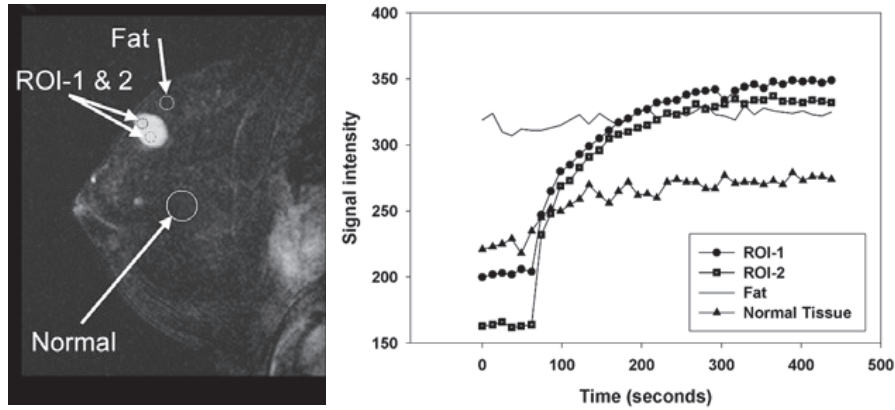 Fat
ROI-1 & 2
Normal
400
350
300
250
200
150
Signal intensity
0
100
200
300
400
500
Time (seconds)
ROI-1
ROI-2
Fat
Normal Tissue